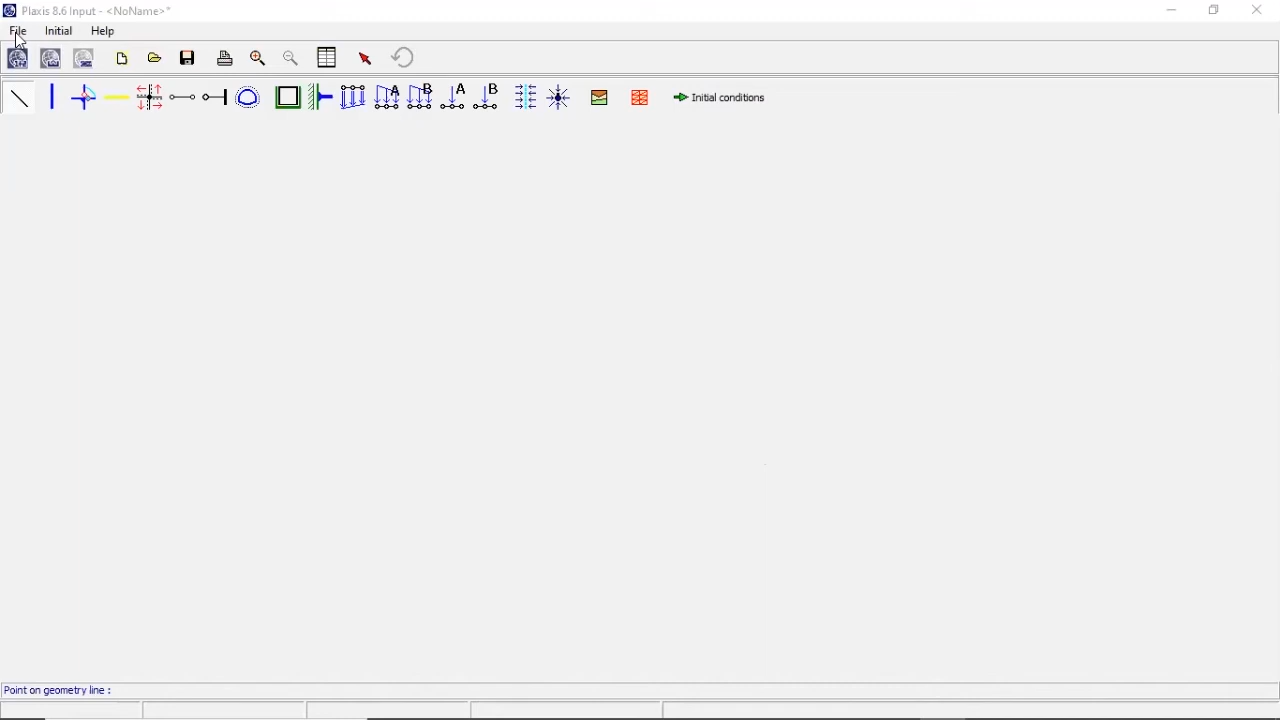 Plaxis 8.6 Input - <NoName>*
File Initial Help
A B A B Initial conditions
Point on geometry line :